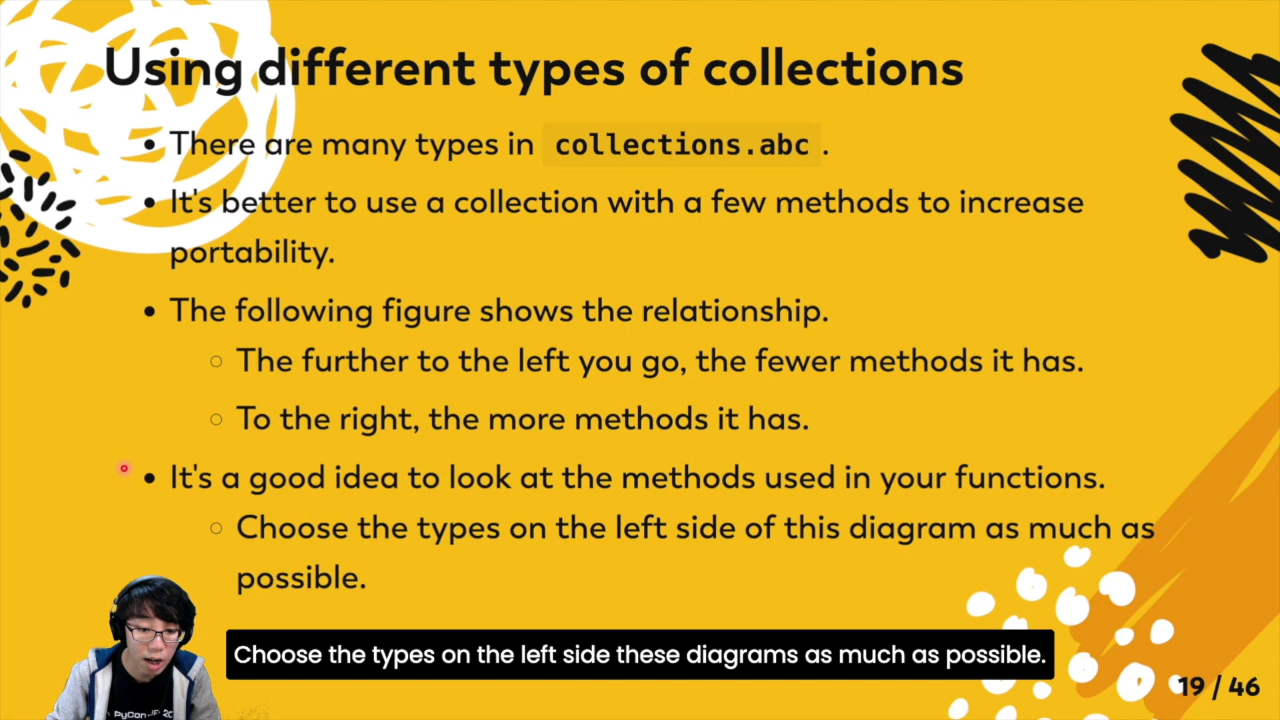 Using different types of collections
• There are many types in collections.abc .
• It's better to use a collection with a few methods to increase
portability.
• The following figure shows the relationship.
○ The further to the left you go, the fewer methods it has.
○ To the right, the more methods it has.
• It's a good idea to look at the methods used in your functions.
○ Choose the types on the left side of this diagram as much as
possible.
Choose the types on the left side these diagrams as much as possible.
19 / 46
PyCon